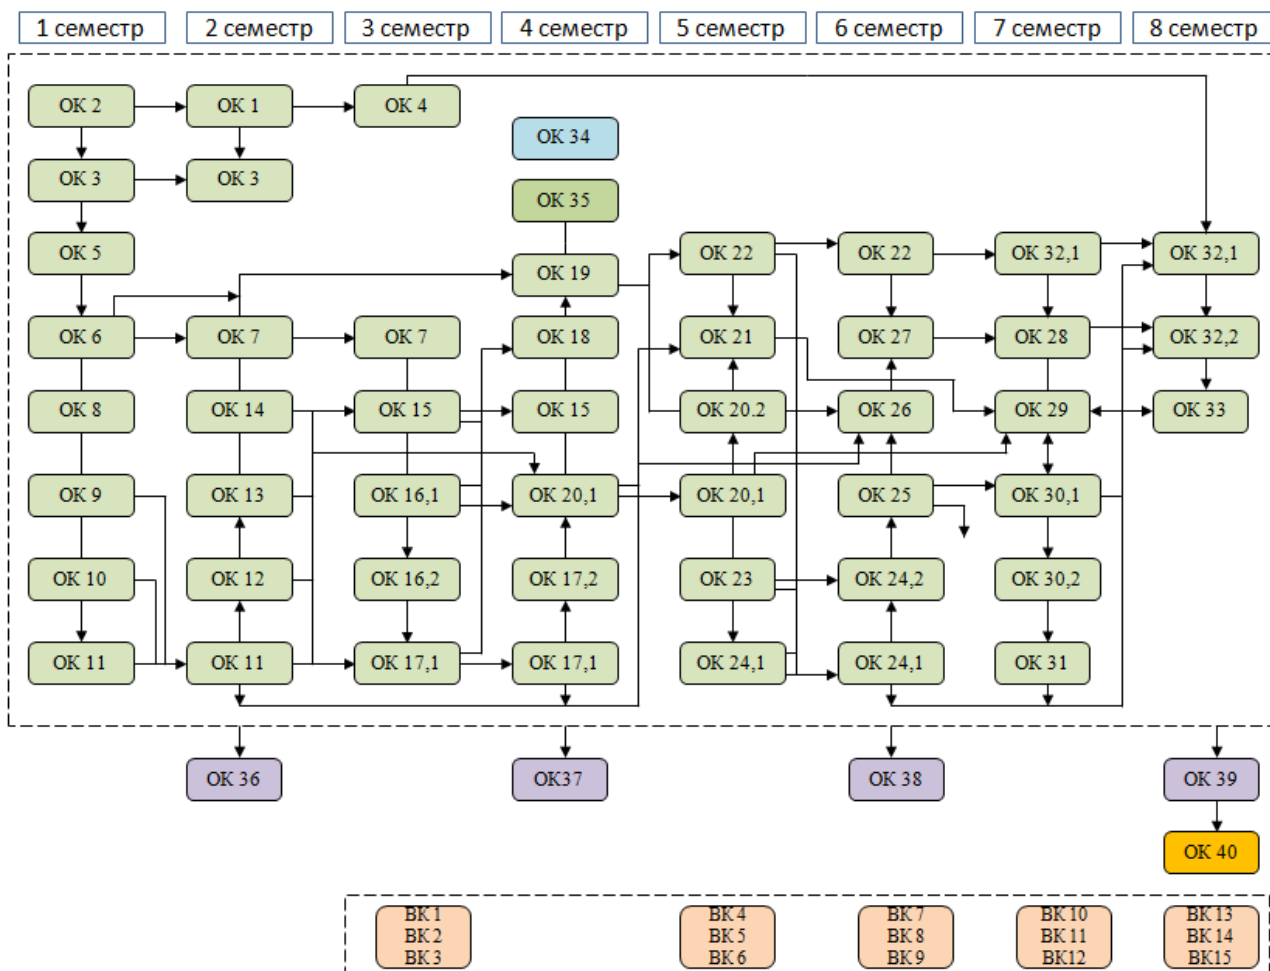 1 семестр
2 семестр
3 семестр
4 семестр
5 семестр
6 семестр
7 семестр
8 семестр
ОК 2
ОК 1
ОК 4
ОК 34
ОК 3
ОК 3
ОК 35
ОК 5
ОК 19
ОК 22
ОК 22
ОК 32,1
ОК 32,1
ОК 6
ОК 7
ОК 7
ОК 18
ОК 21
ОК 27
ОК 28
ОК 32,2
ОК 8
ОК 14
ОК 15
ОК 15
ОК 20.2
ОК 26
ОК 29
ОК 33
ОК 9
ОК 13
ОК 16,1
ОК 20,1
ОК 20,1
ОК 25
ОК 30,1
ОК 10
ОК 12
ОК 16,2
ОК 17,2
ОК 23
ОК 24,2
ОК 30,2
ОК 11
ОК 11
ОК 17,1
ОК 17,1
ОК 24,1
ОК 24,1
ОК 31
ОК 36
ОК37
ОК 38
ОК 39
ОК 40
ВК 1
ВК 2
ВК 3
ВК 4
ВК 5
ВК 6
ВК 7
ВК 8
ВК 9
ВК 10
ВК 11
ВК12
ВК 13
ВК 14
ВК15